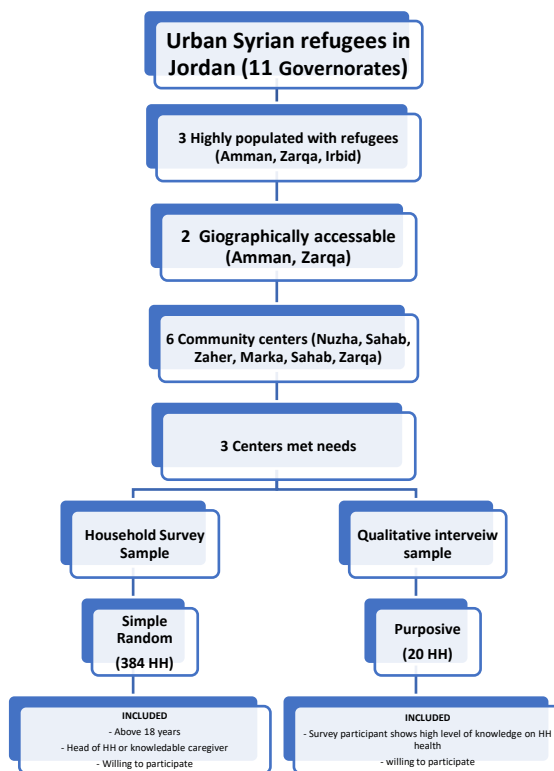 Urban Syrian refugees in
Jordan (11 Governorates)
3 Highly populated with refugees
(Amman, Zarqa, Irbid)
2 Giographically accessable
(Amman, Zarqa)
6 Community centers (Nuzha, Sahab,
Zaher, Marka, Sahab, Zarqa)
3 Centers met needs
Household Survey
Sample
Qualitative interveiw
sample
Simple
Random
(384 HH)
Purposive
(20 HH)
INCLUDED
- Above 18 years
- Head of HH or knowledable caregiver
- Willing to participate
INCLUDED
- Survey participant shows high level of knowledge on HH
health
- willing to participate